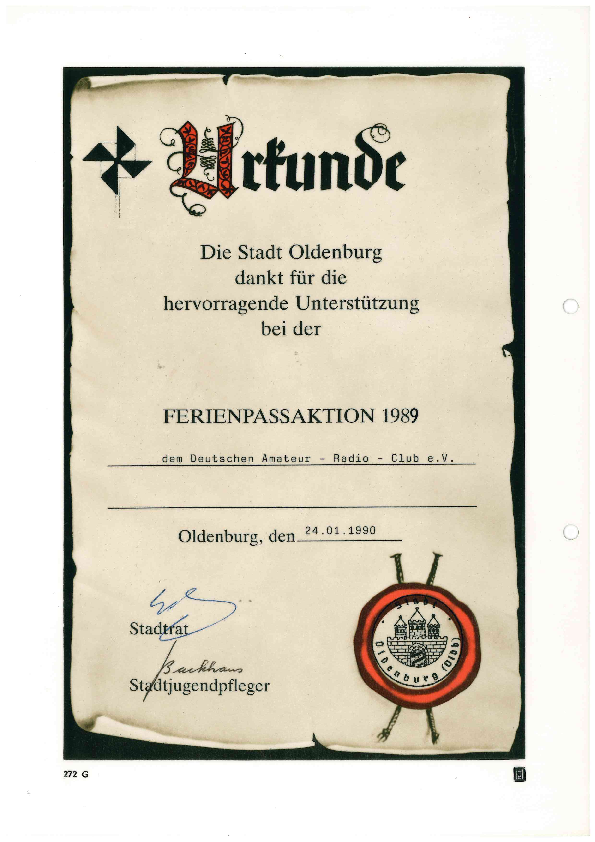 Urkunde
Die Stadt Oldenburg
dankt für die
hervorragende Unterstützung
bei der
FERIENPASSAKTION 1989
dem Deutschen Amateur - Radio - Club e.V.
Oldenburg, den 24.01.1990
Stadtrat
Backhaus
Stadtjugendpfleger
· Stadt ·
Oldenburg (Oldb)
272 G